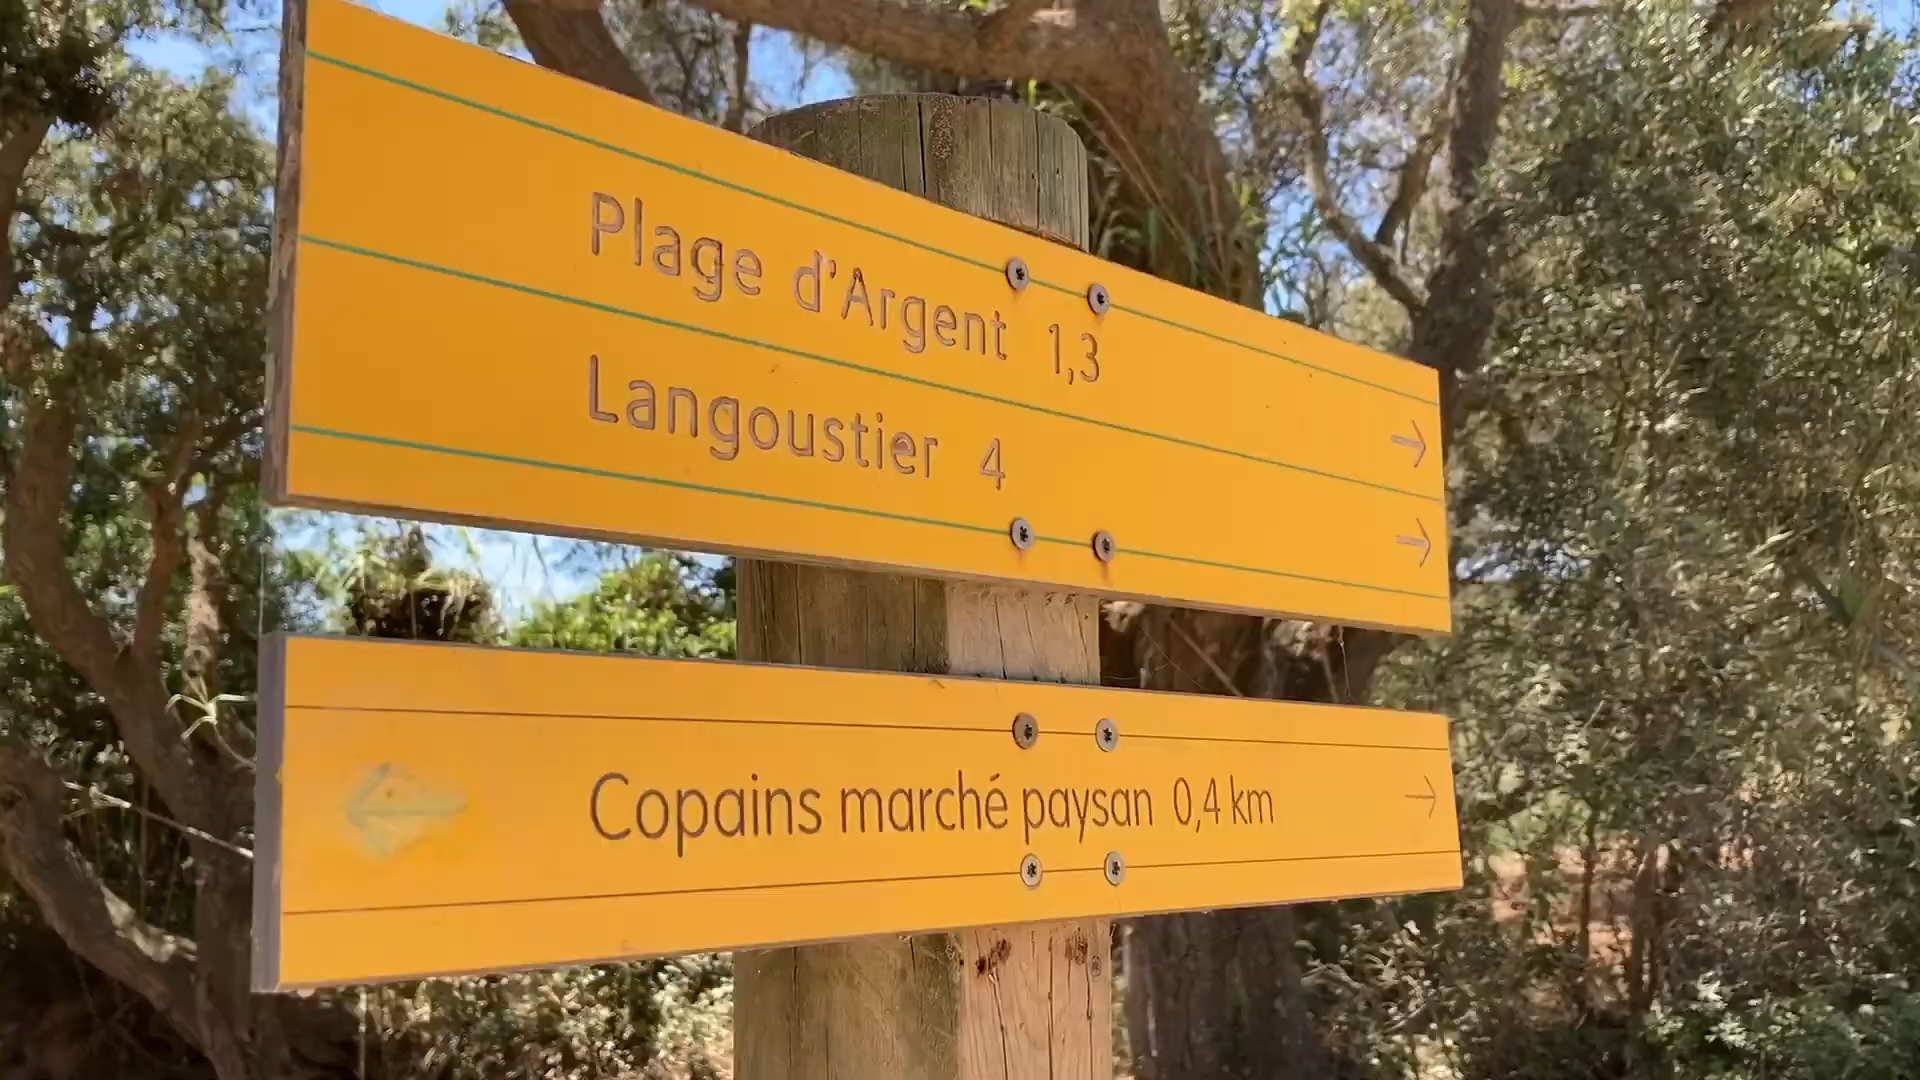 Plage d'Argent 1,3 →
Langoustier 4 →
← Copains marché paysan 0,4 km →